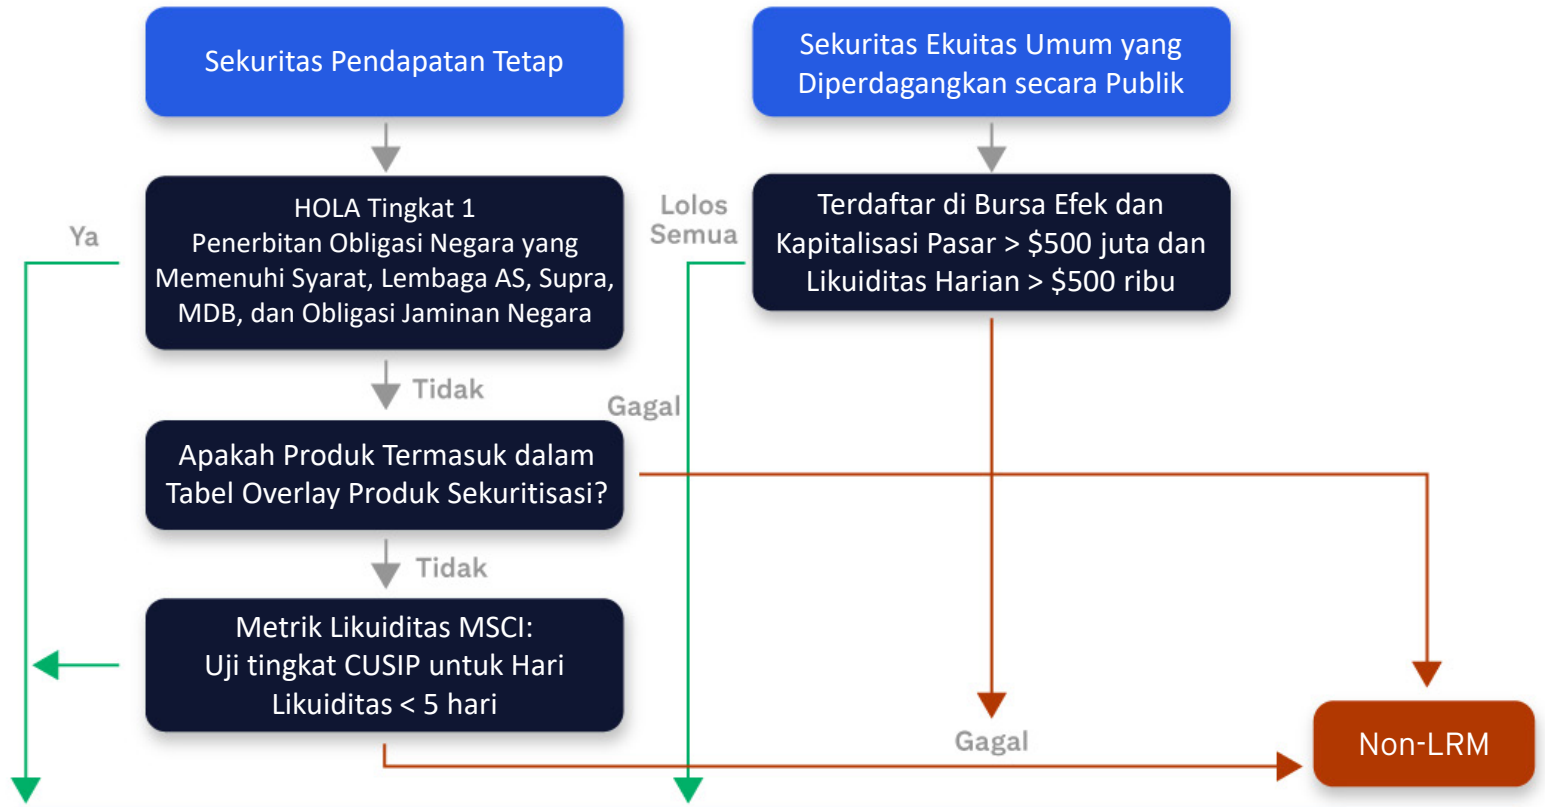 Sekuritas Pendapatan Tetap
Sekuritas Ekuitas Umum yang
Diperdagangkan secara Publik
Ya
HOLA Tingkat 1
Penerbitan Obligasi Negara yang
Memenuhi Syarat, Lembaga AS, Supra,
MDB, dan Obligasi Jaminan Negara
Lolos
Semua
Terdaftar di Bursa Efek dan
Kapitalisasi Pasar > $500 juta dan
Likuiditas Harian > $500 ribu
Tidak
Gagal
Apakah Produk Termasuk dalam
Tabel Overlay Produk Sekuritisasi?
Tidak
Metrik Likuiditas MSCI:
Uji tingkat CUSIP untuk Hari
Likuiditas < 5 hari
Gagal
Non-LRM